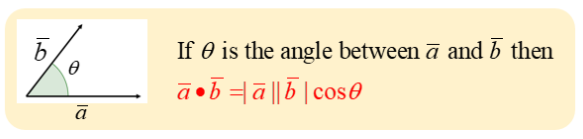 b̅
θ
a̅
If θ is the angle between a̅ and b̅ then
a̅ • b̅ =| a̅ || b̅ | cosθ